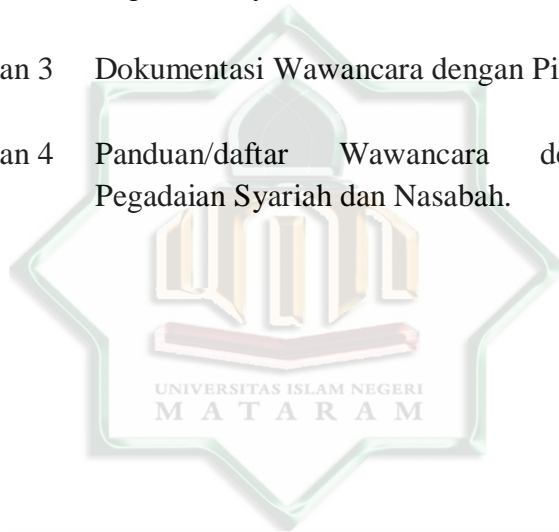 an 3 Dokumentasi Wawancara dengan Pi
an 4 Panduan/daftar Wawancara de
Pegadaian Syariah dan Nasabah.
UNIVERSITAS ISLAM NEGERI
MATARAM